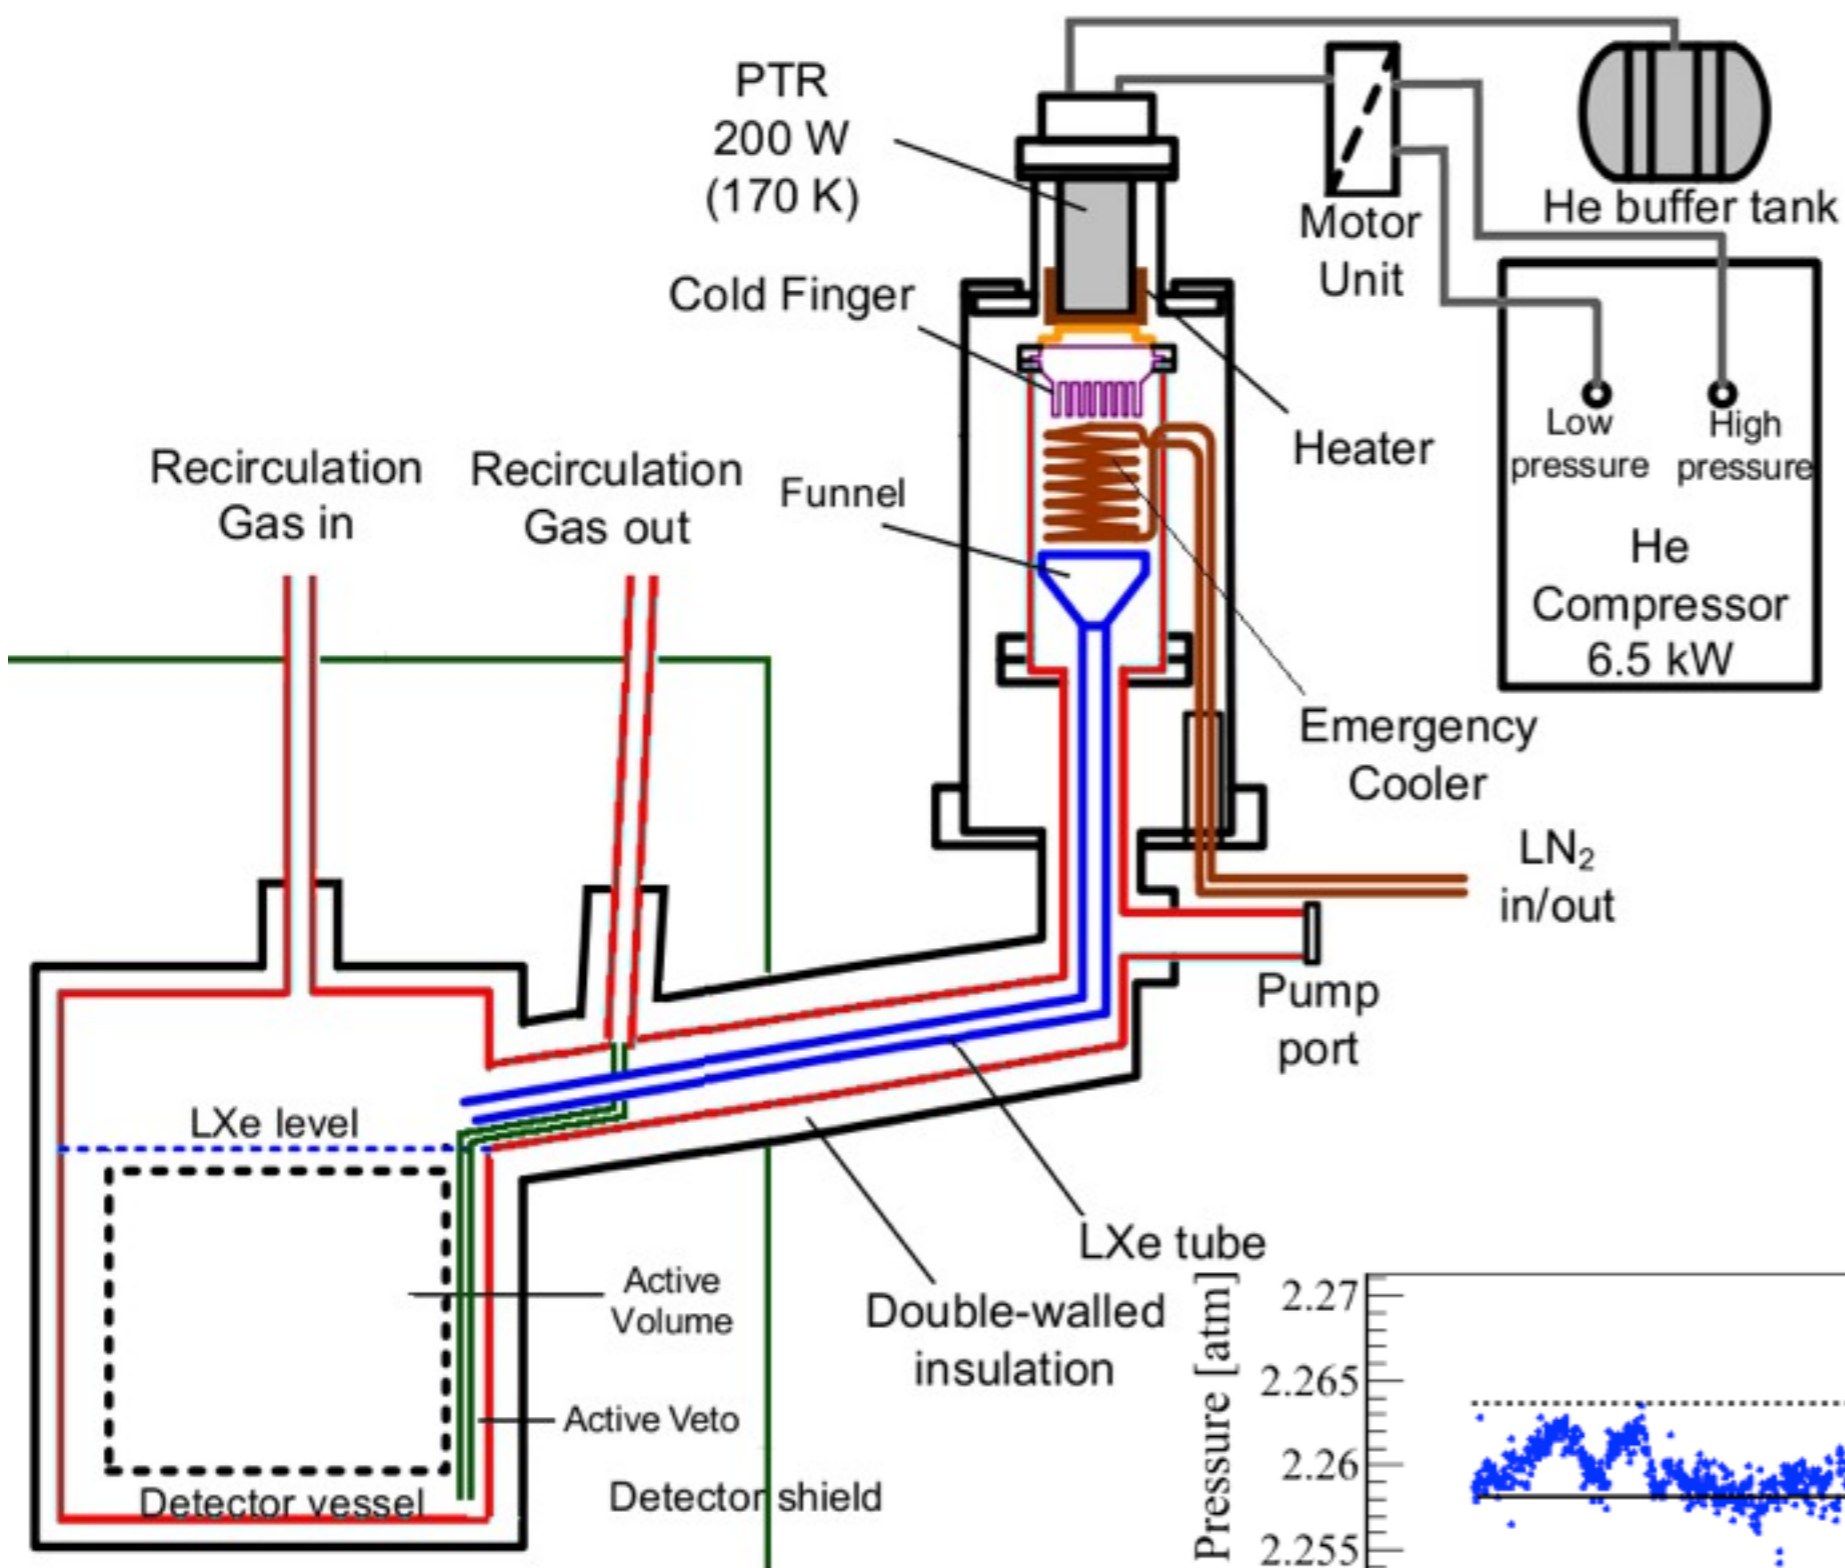 PTR
200 W
(170 K)
He buffer tank
Motor
Unit
Cold Finger
Heater
Low
pressure
High
pressure
He
Compressor
6.5 kW
Recirculation
Gas in
Recirculation
Gas out
Funnel
Emergency
Cooler
LN₂
in/out
Pump
port
LXe level
LXe tube
Double-walled
insulation
Active
Volume
Active Veto
Detector vessel
Detector shield
Pressure [atm]
2.27
2.265
2.26
2.255